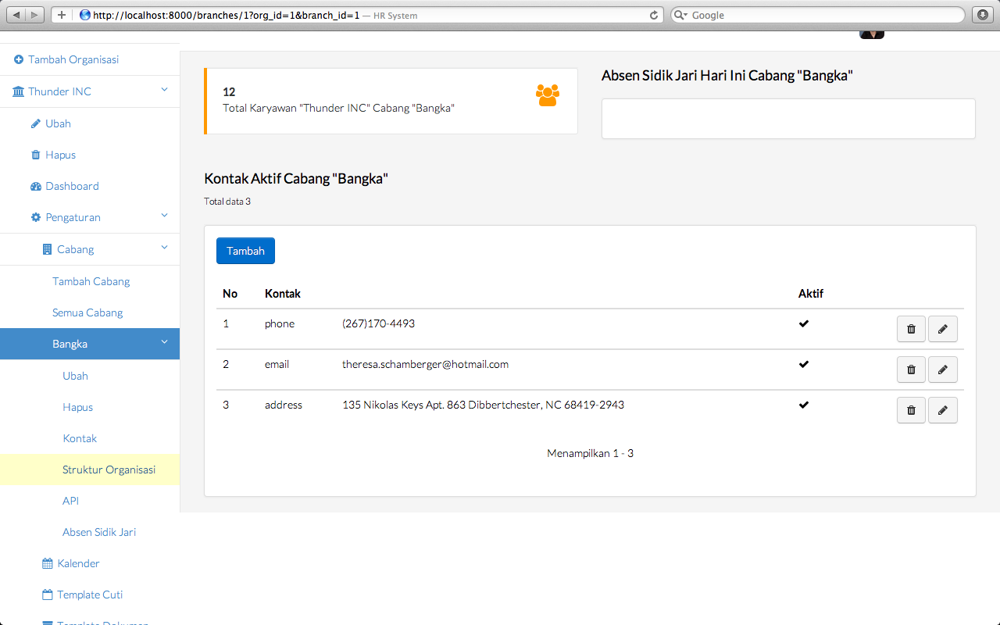 http://localhost:8000/branches/1?org_id=1&branch_id=1 — HR System
Google
Tambah Organisasi
Thunder INC
Ubah
Hapus
Dashboard
Pengaturan
Cabang
Tambah Cabang
Semua Cabang
Bangka
Ubah
Hapus
Kontak
Struktur Organisasi
API
Absen Sidik Jari
Kalender
Template Cuti
Template Dokumen
12
Total Karyawan "Thunder INC" Cabang "Bangka"
Absen Sidik Jari Hari Ini Cabang "Bangka"
Kontak Aktif Cabang "Bangka"
Total data 3
Tambah
No Kontak Aktif
1 phone (267)170-4493
2 email theresa.schamberger@hotmail.com
3 address 135 Nikolas Keys Apt. 863 Dibbertchester, NC 68419-2943
Menampilkan 1 - 3